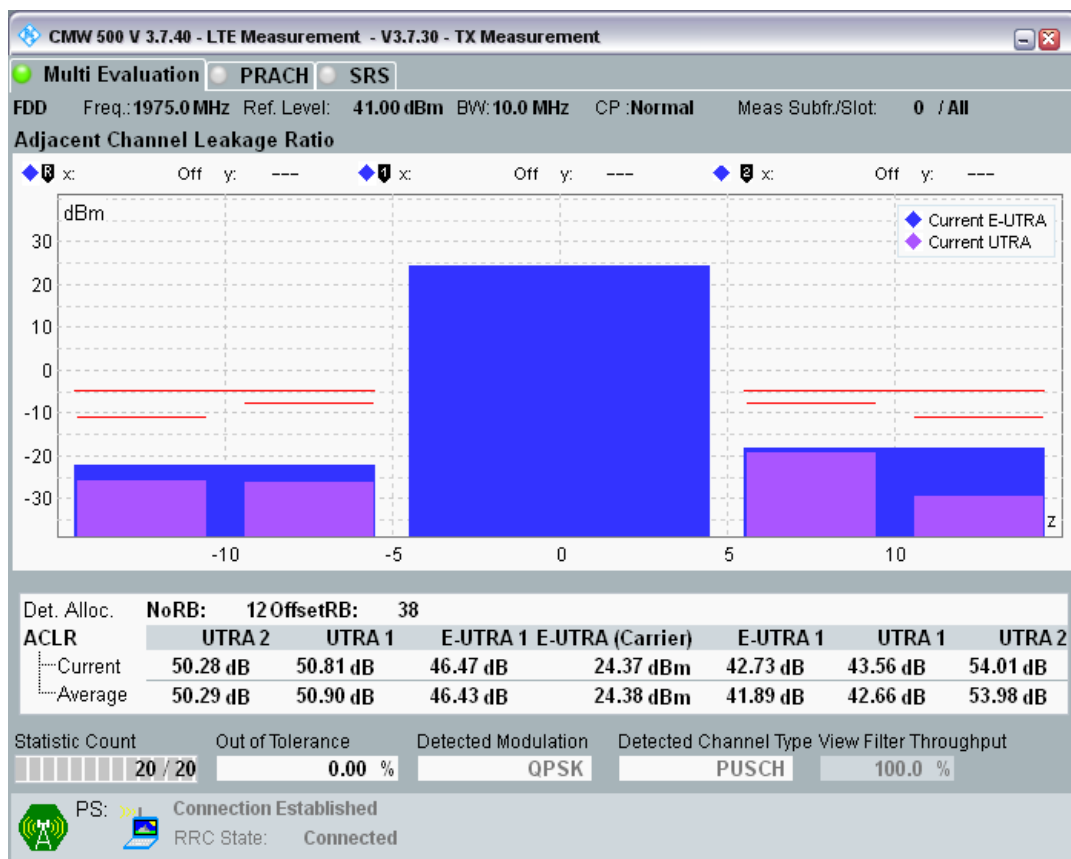 CMW 500 V 3.7.40 - LTE Measurement - V3.7.30 - TX Measurement
Multi Evaluation PRACH SRS
FDD Freq.: 1975.0 MHz Ref. Level: 41.00 dBm BW: 10.0 MHz CP :Normal Meas Subfr./Slot: 0 / All
Adjacent Channel Leakage Ratio
R x: Off y: --- 1 x: Off y: --- 2 x: Off y: ---
dBm
Current E-UTRA
Current UTRA
30
20
10
0
-10
-20
-30
z
-10 -5 0 5 10
Det. Alloc. NoRB: 12 OffsetRB: 38
ACLR UTRA 2 UTRA 1 E-UTRA 1 E-UTRA (Carrier) E-UTRA 1 UTRA 1 UTRA 2
Current 50.28 dB 50.81 dB 46.47 dB 24.37 dBm 42.73 dB 43.56 dB 54.01 dB
Average 50.29 dB 50.90 dB 46.43 dB 24.38 dBm 41.89 dB 42.66 dB 53.98 dB
Statistic Count Out of Tolerance Detected Modulation Detected Channel Type View Filter Throughput
20 / 20 0.00 % QPSK PUSCH 100.0 %
PS: Connection Established
RRC State: Connected